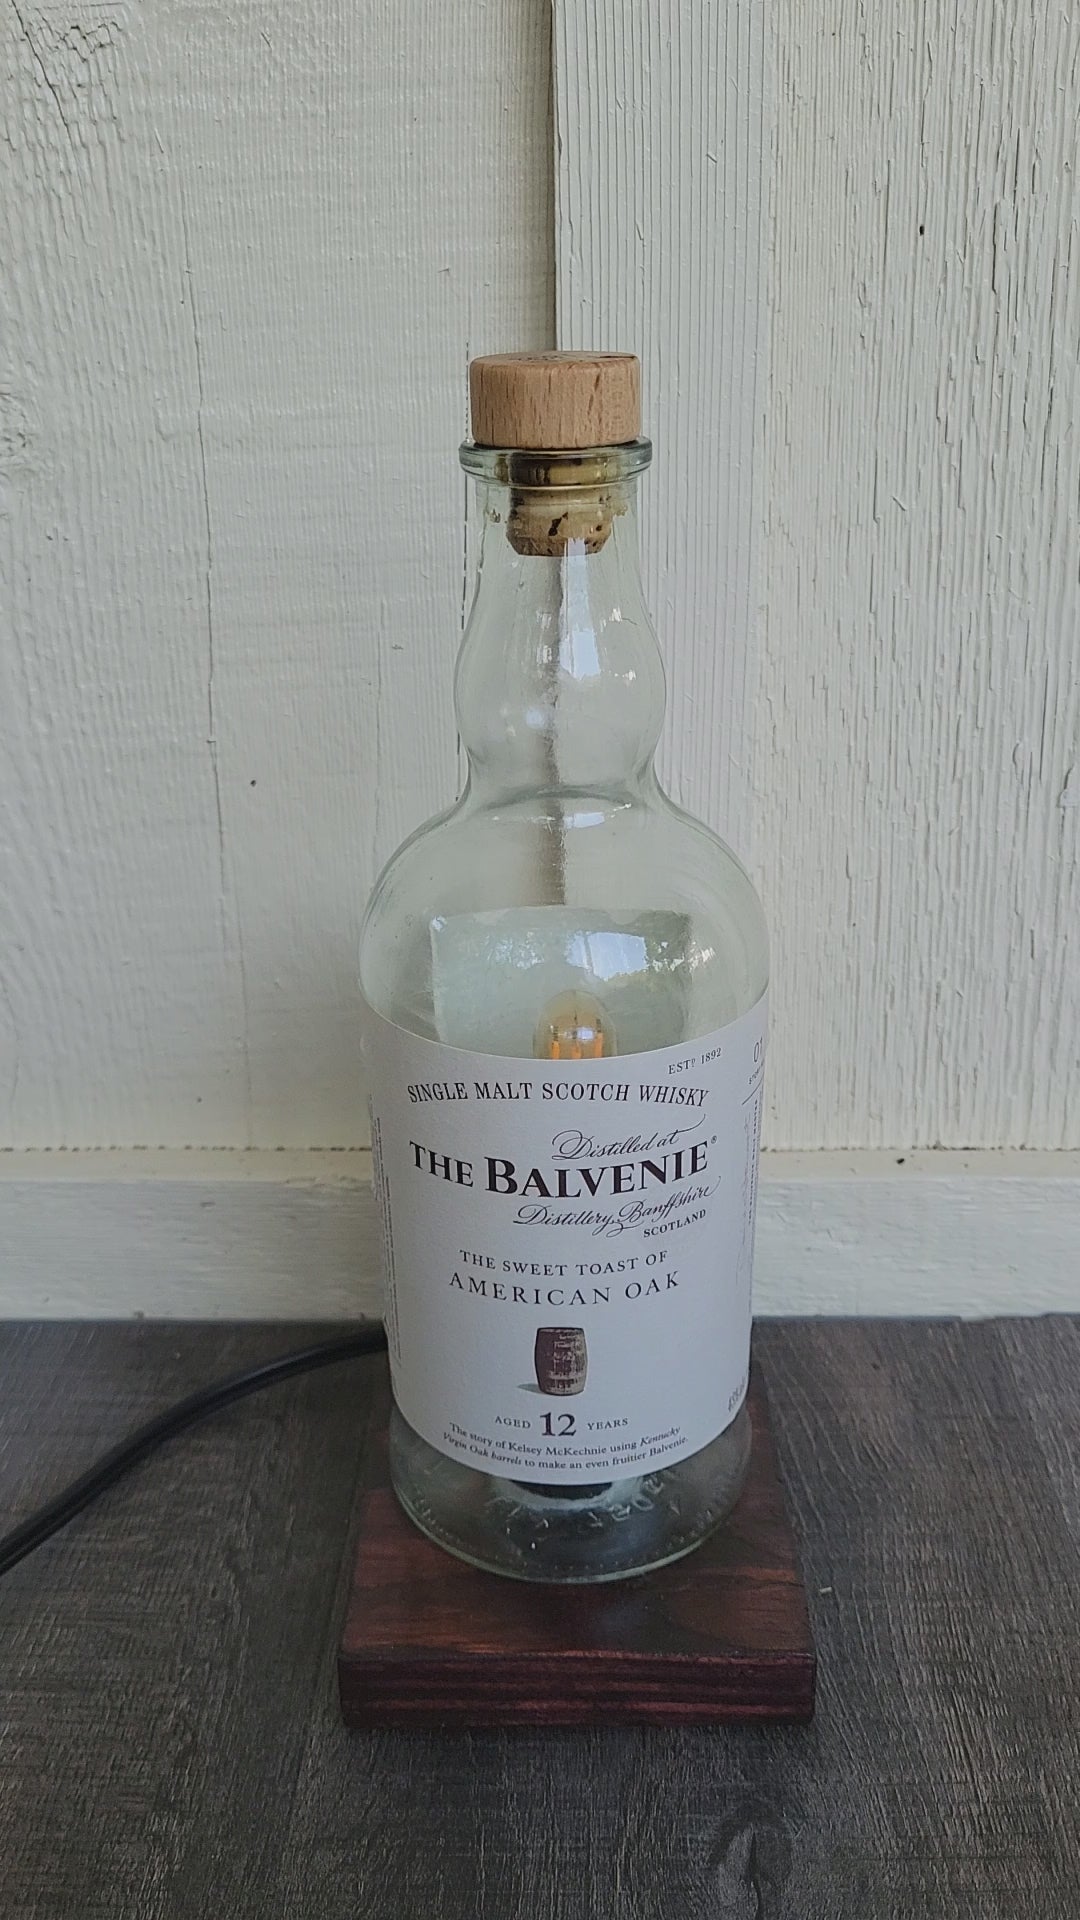 ESTD 1892
SINGLE MALT SCOTCH WHISKY
Distilled at
THE BALVENIE®
Distillery, Banffshire
SCOTLAND
THE SWEET TOAST OF
AMERICAN OAK
AGED 12 YEARS
The story of Kelsey McKechnie using Kentucky
Virgin Oak barrels to make an even fruitier Balvenie.